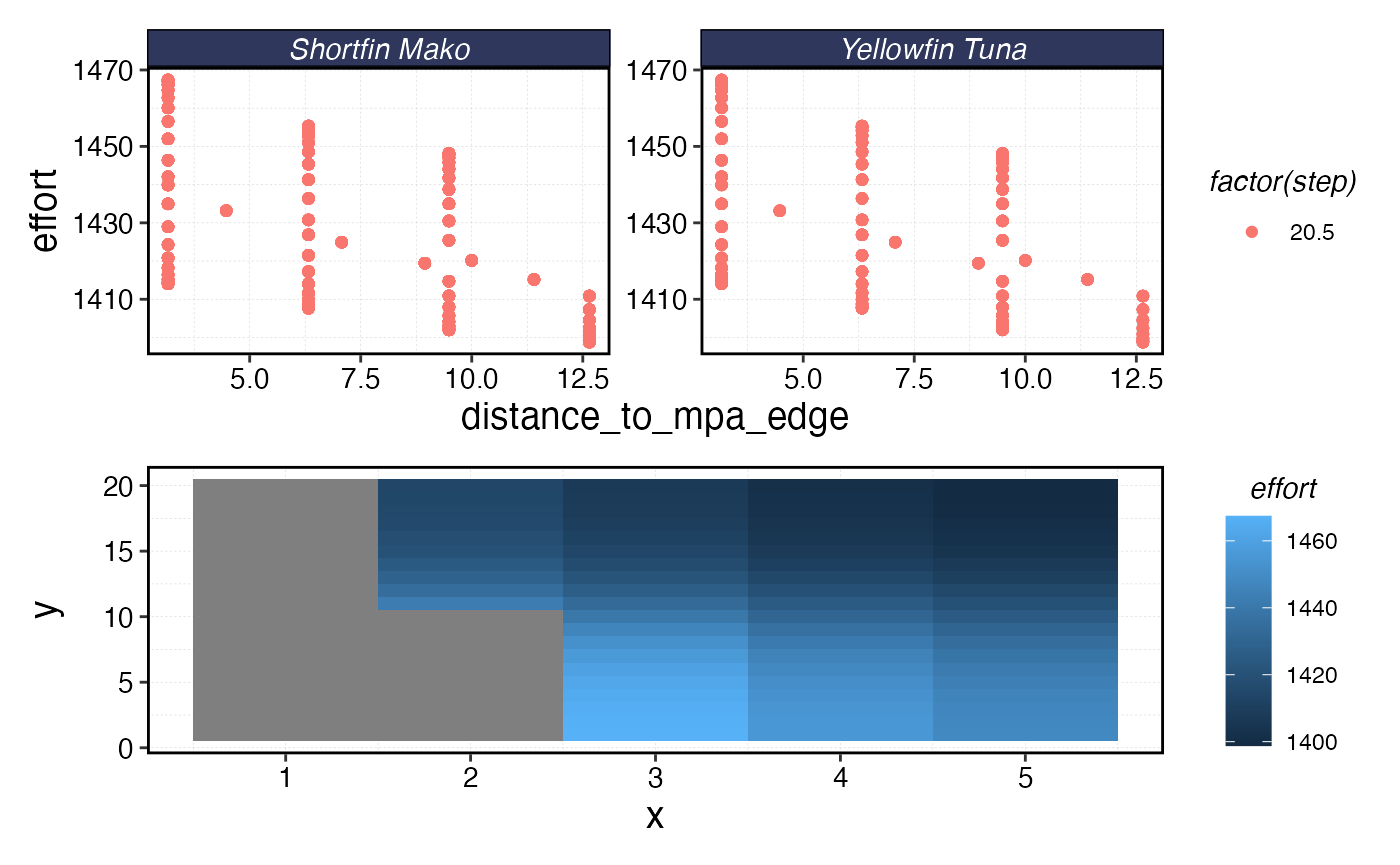 Shortfin Mako
Yellowfin Tuna
1470
1450
1430
1410
1470
1450
1430
1410
effort
5.0 7.5 10.0 12.5
5.0 7.5 10.0 12.5
distance_to_mpa_edge
factor(step)
20.5
20
15
10
5
0
y
1 2 3 4 5
x
effort
1460
1440
1420
1400